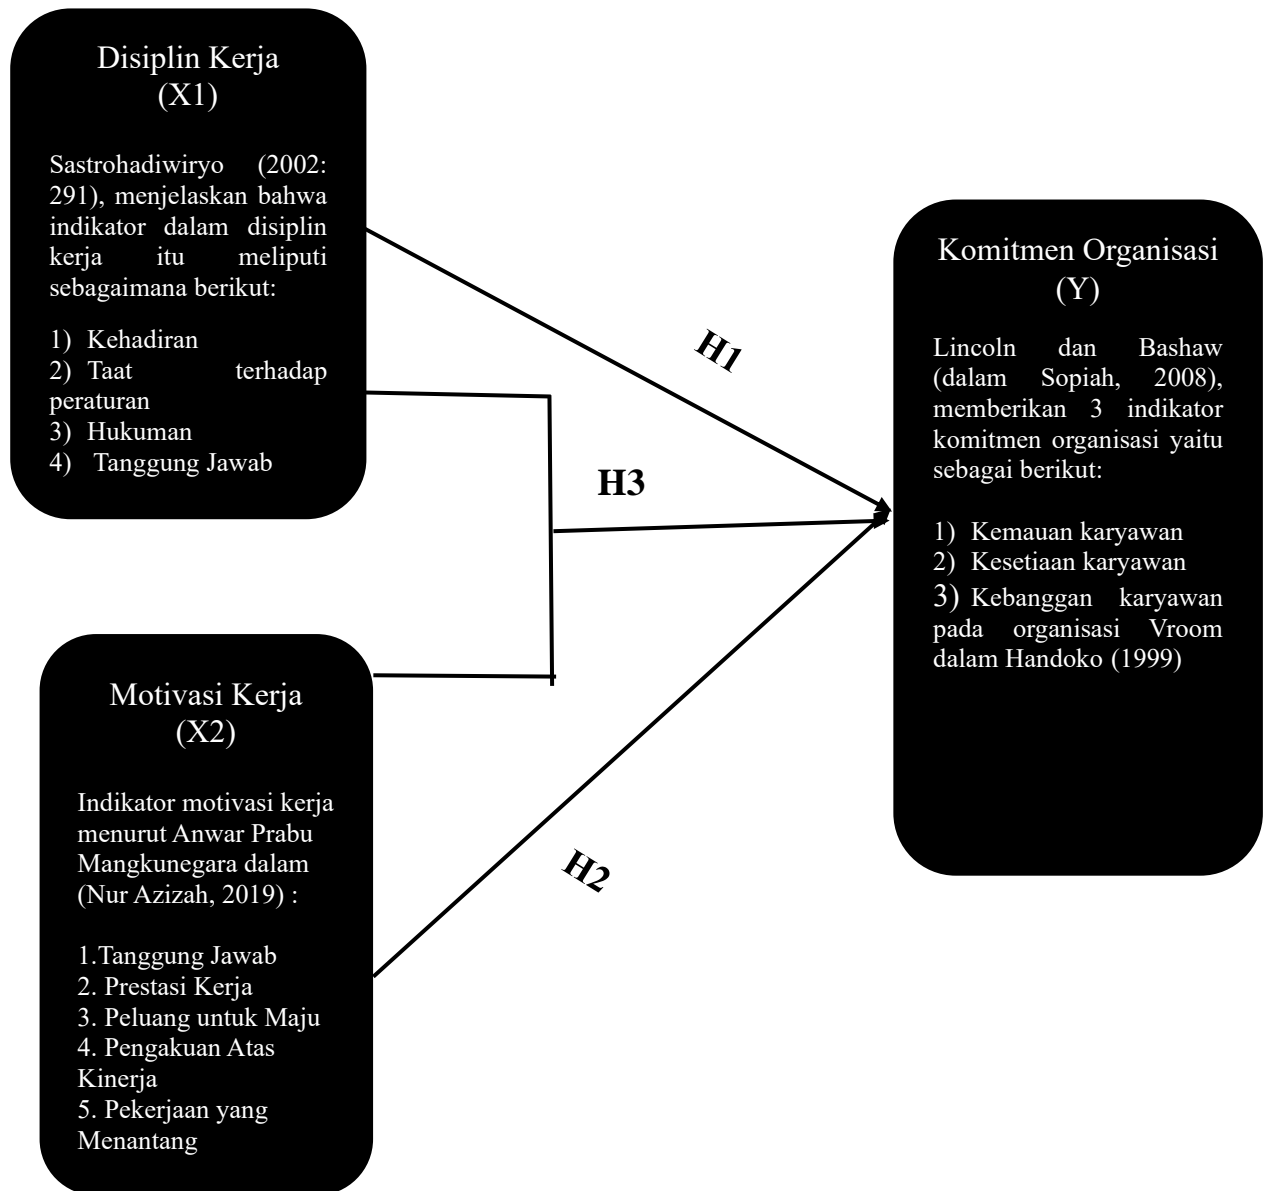 Disiplin Kerja
(X1)
Sastrohadiwiryo (2002:
291), menjelaskan bahwa
indikator dalam disiplin
kerja itu meliputi
sebagaimana berikut:
1) Kehadiran
2) Taat terhadap
peraturan
3) Hukuman
4) Tanggung Jawab
H1
H3
Komitmen Organisasi
(Y)
Lincoln dan Bashaw
(dalam Sopiah, 2008),
memberikan 3 indikator
komitmen organisasi yaitu
sebagai berikut:
1) Kemauan karyawan
2) Kesetiaan karyawan
3) Kebanggan karyawan
pada organisasi Vroom
dalam Handoko (1999)
Motivasi Kerja
(X2)
Indikator motivasi kerja
menurut Anwar Prabu
Mangkunegara dalam
(Nur Azizah, 2019) :
1.Tanggung Jawab
2. Prestasi Kerja
3. Peluang untuk Maju
4. Pengakuan Atas
Kinerja
5. Pekerjaan yang
Menantang
H2